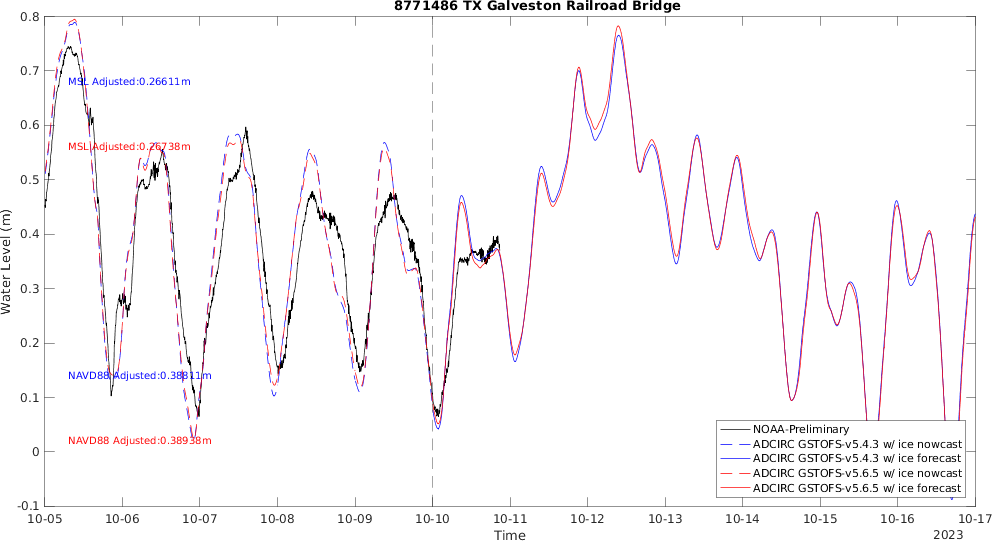 8771486 TX Galveston Railroad Bridge
0.8
0.7
0.6
0.5
0.4
0.3
0.2
0.1
0
-0.1
Water Level (m)
MSL Adjusted:0.26611m
MSL Adjusted:0.26738m
NAVD88 Adjusted:0.38811m
NAVD88 Adjusted:0.38938m
NOAA-Preliminary
ADCIRC GSTOFS-v5.4.3 w/ ice nowcast
ADCIRC GSTOFS-v5.4.3 w/ ice forecast
ADCIRC GSTOFS-v5.6.5 w/ ice nowcast
ADCIRC GSTOFS-v5.6.5 w/ ice forecast
10-05 10-06 10-07 10-08 10-09 10-10 10-11 10-12 10-13 10-14 10-15 10-16 10-17
Time
2023